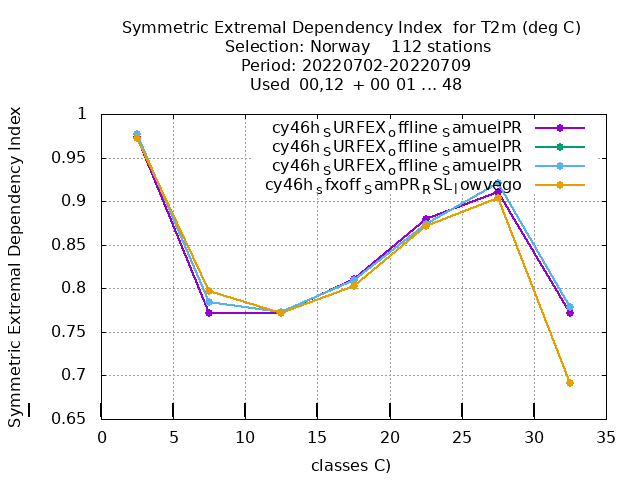 Symmetric Extremal Dependency Index for T2m (deg C)
Selection: Norway 112 stations
Period: 20220702-20220709
Used 00,12 + 00 01 ... 48
Symmetric Extremal Dependency Index
1
0.95
0.9
0.85
0.8
0.75
0.7
0.65
cy46h_SURFEX_offline_SamuelPR
cy46h_SURFEX_offline_SamuelPR
cy46h_SURFEX_offline_SamuelPR
cy46h_sfxoff_SamPR_RSL_lowvego
0 5 10 15 20 25 30 35
classes C)